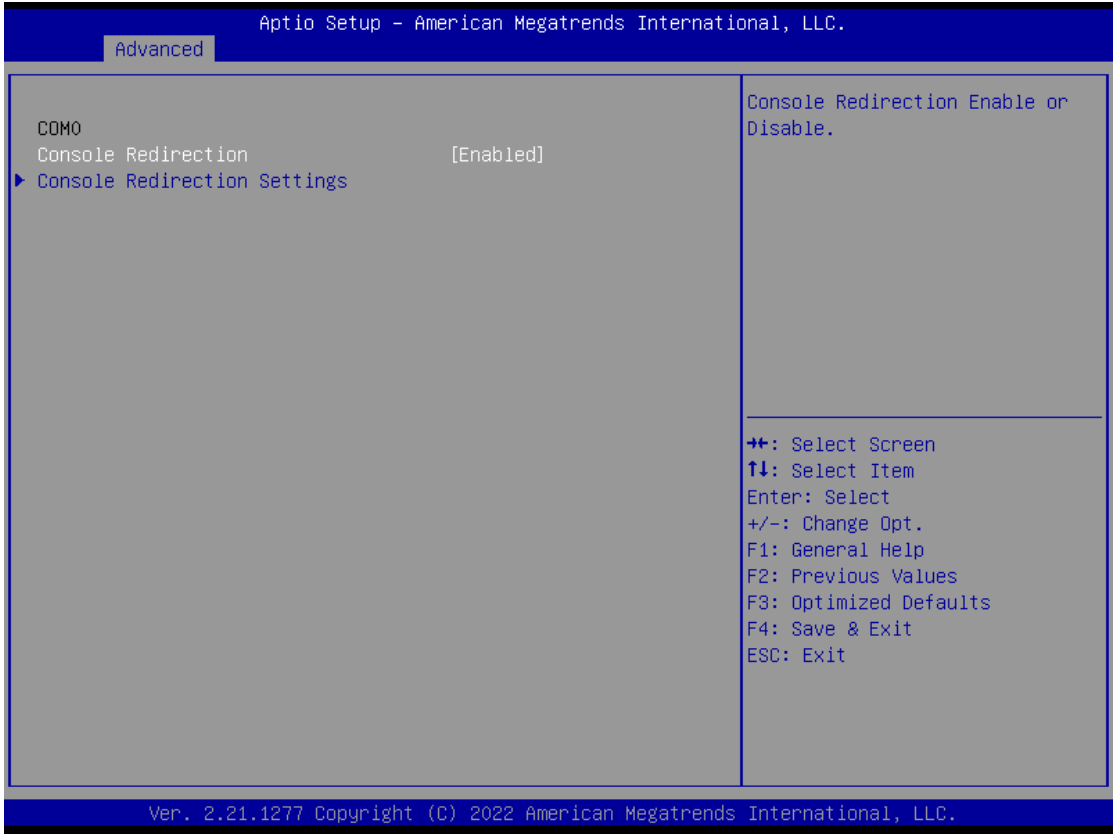 Aptio Setup – American Megatrends International, LLC.
Advanced
COM0
Console Redirection [Enabled]
Console Redirection Settings
Console Redirection Enable or
Disable.
→←: Select Screen
↑↓: Select Item
Enter: Select
+/-: Change Opt.
F1: General Help
F2: Previous Values
F3: Optimized Defaults
F4: Save & Exit
ESC: Exit
Ver. 2.21.1277 Copyright (C) 2022 American Megatrends International, LLC.